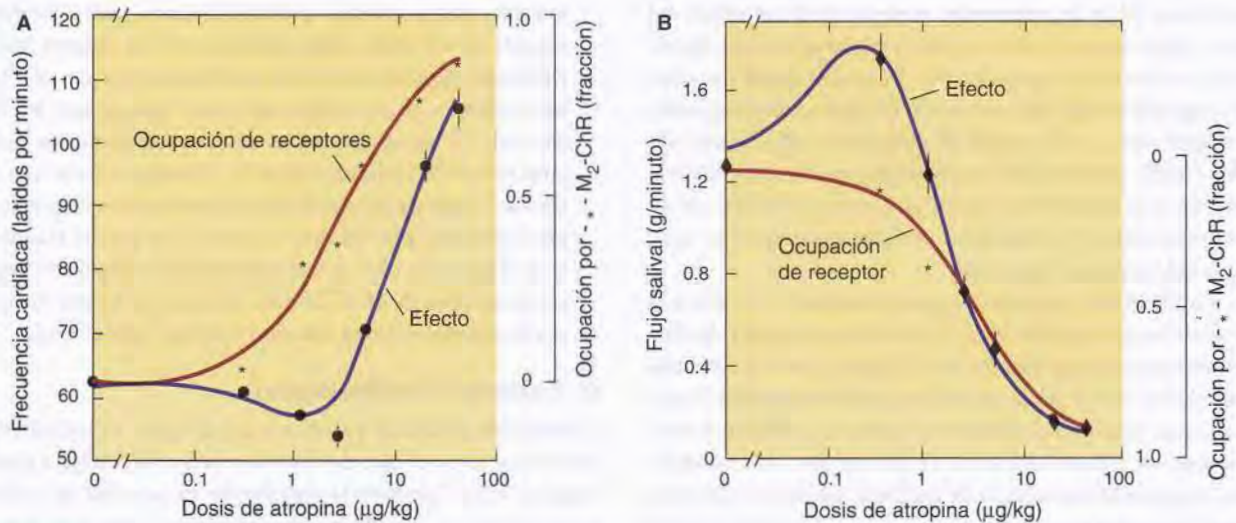 A
Frecuencia cardiaca (latidos por minuto)
120
110
100
90
80
70
60
50
0
0.1
1
10
100
Dosis de atropina (µg/kg)
Ocupación de receptores
Efecto
1.0
0.5
0
Ocupación por - * - M2-ChR (fracción)
B
Flujo salival (g/minuto)
1.6
1.2
0.8
0.4
0
0
0.1
1
10
100
Dosis de atropina (µg/kg)
Efecto
Ocupación
de receptor
0
0.5
1.0
Ocupación por - * - M2-ChR (fracción)